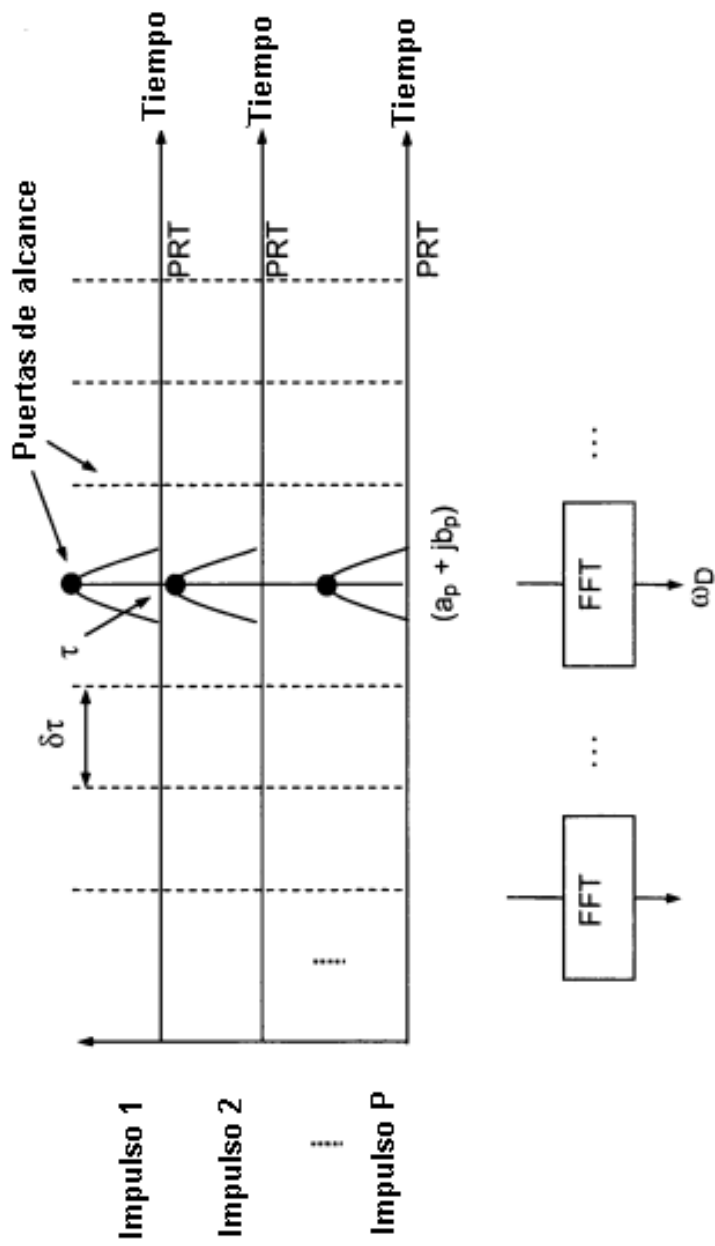 Puertas de alcance
δτ
τ
Impulso 1
Tiempo
PRT
Impulso 2
Tiempo
PRT
Impulso P
Tiempo
PRT
(aₚ + jbₚ)
FFT
...
FFT
...
ω_D